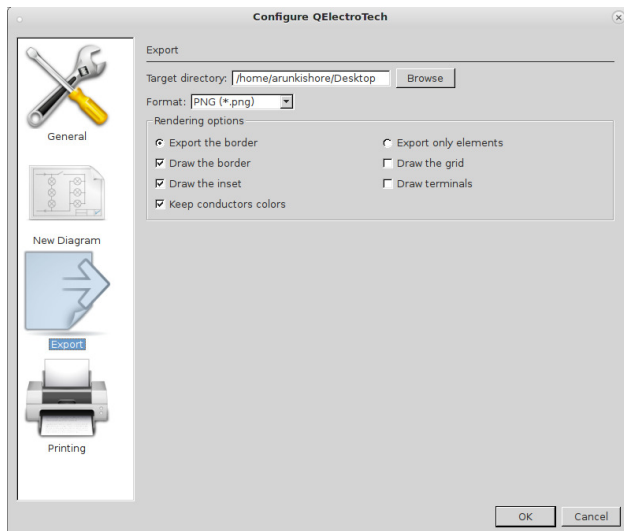 Configure QElectroTech
General
New Diagram
Export
Printing
Export
Target directory: /home/arunkishore/Desktop Browse
Format: PNG (*.png)
Rendering options
Export the border Export only elements
Draw the border Draw the grid
Draw the inset Draw terminals
Keep conductors colors
OK Cancel